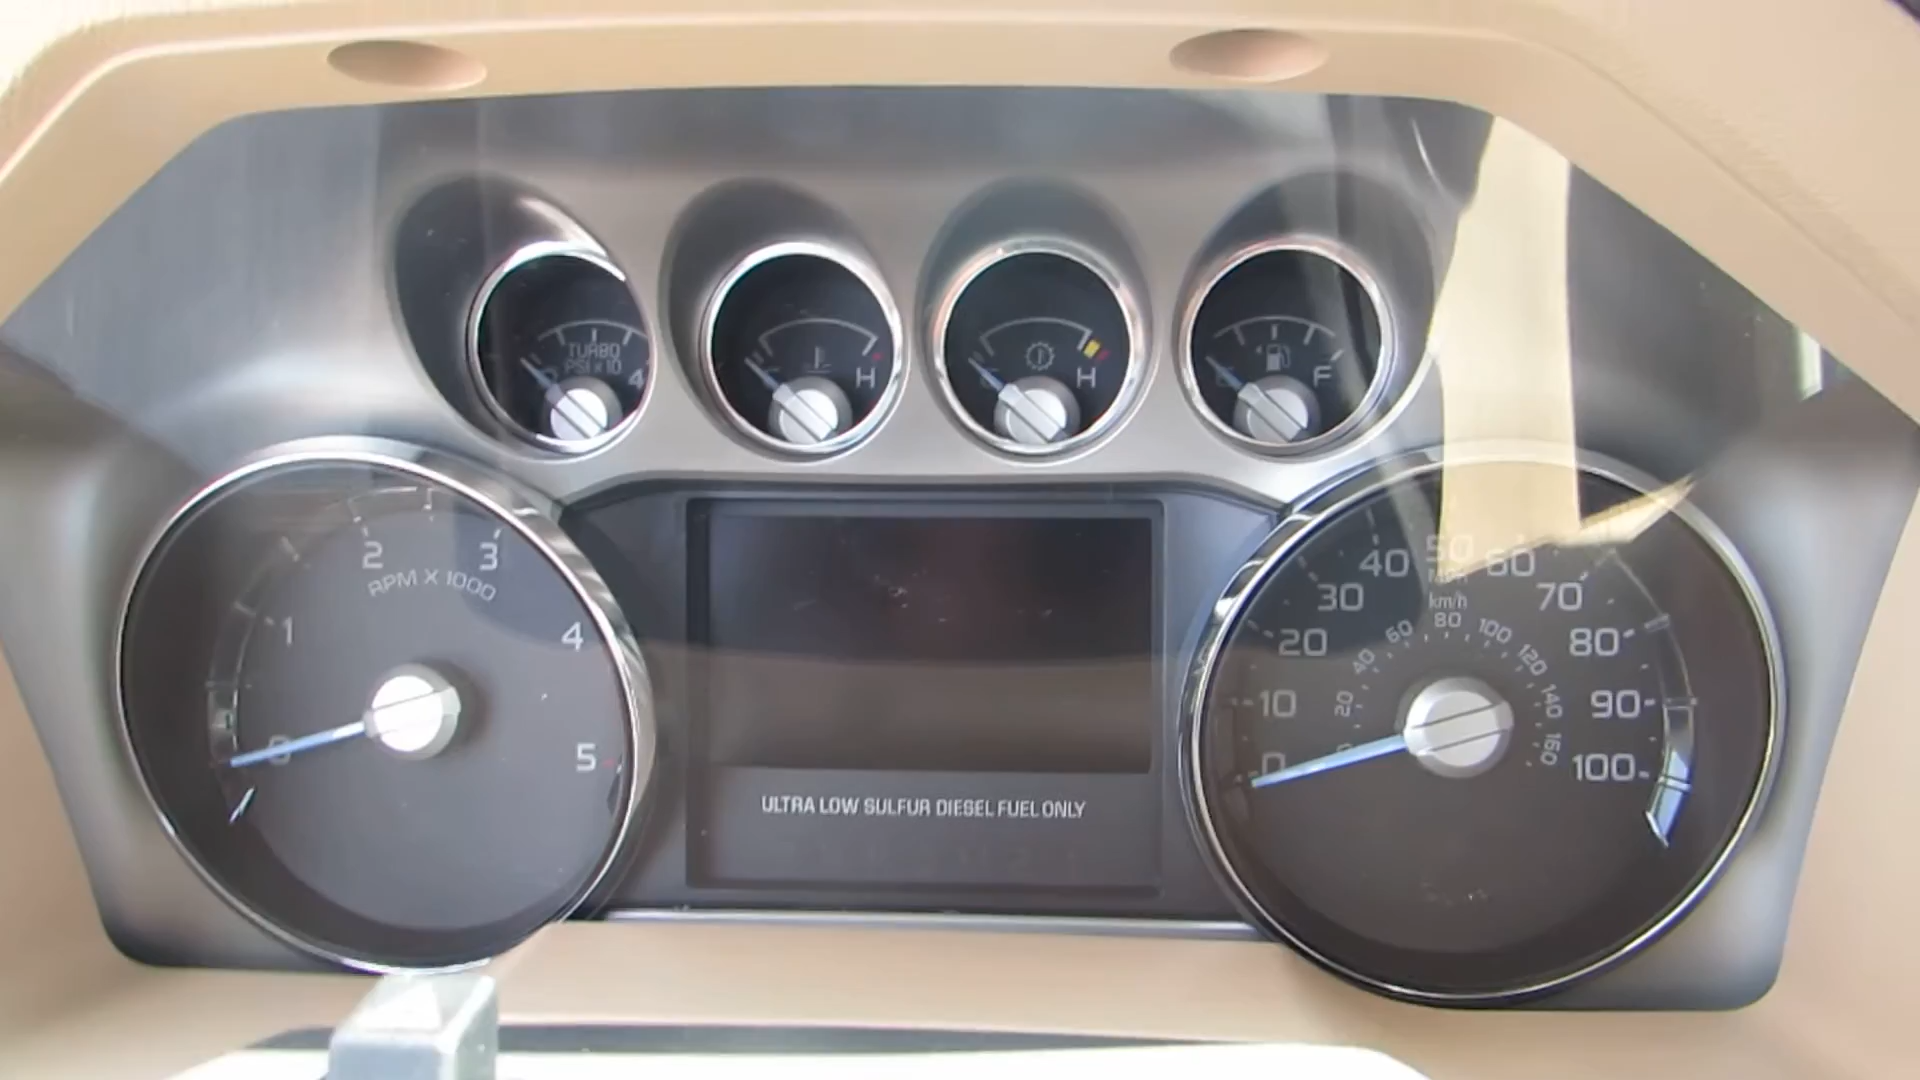 TURBO
PSI x 10
0 4
H
H
F
2 3
RPM X 1000
1
4
0
5
ULTRA LOW SULFUR DIESEL FUEL ONLY
0 10 20 30 40 50 60 70 80 90 100
MPH
km/h
20 40 60 80 100 120 140 160